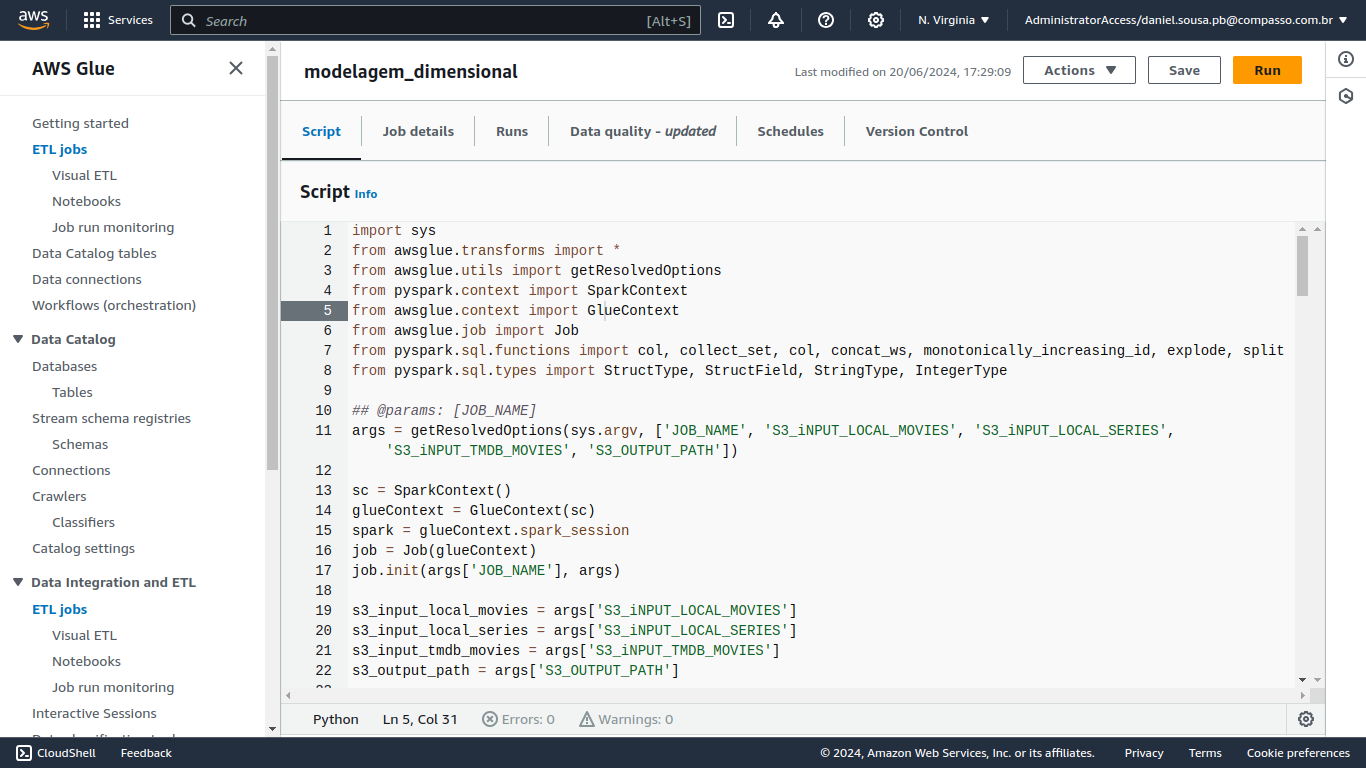 aws
Services
Search [Alt+S]
N. Virginia
AdministratorAccess/daniel.sousa.pb@compasso.com.br
AWS Glue
Getting started
ETL jobs
Visual ETL
Notebooks
Job run monitoring
Data Catalog tables
Data connections
Workflows (orchestration)
Data Catalog
Databases
Tables
Stream schema registries
Schemas
Connections
Crawlers
Classifiers
Catalog settings
Data Integration and ETL
ETL jobs
Visual ETL
Notebooks
Job run monitoring
Interactive Sessions
modelagem_dimensional
Last modified on 20/06/2024, 17:29:09
Actions
Save
Run
Script
Job details
Runs
Data quality - updated
Schedules
Version Control
Script Info
1 import sys
2 from awsglue.transforms import *
3 from awsglue.utils import getResolvedOptions
4 from pyspark.context import SparkContext
5 from awsglue.context import GlueContext
6 from awsglue.job import Job
7 from pyspark.sql.functions import col, collect_set, col, concat_ws, monotonically_increasing_id, explode, split
8 from pyspark.sql.types import StructType, StructField, StringType, IntegerType
9
10 ## @params: [JOB_NAME]
11 args = getResolvedOptions(sys.argv, ['JOB_NAME', 'S3_iNPUT_LOCAL_MOVIES', 'S3_iNPUT_LOCAL_SERIES',
'S3_iNPUT_TMDB_MOVIES', 'S3_OUTPUT_PATH'])
12
13 sc = SparkContext()
14 glueContext = GlueContext(sc)
15 spark = glueContext.spark_session
16 job = Job(glueContext)
17 job.init(args['JOB_NAME'], args)
18
19 s3_input_local_movies = args['S3_iNPUT_LOCAL_MOVIES']
20 s3_input_local_series = args['S3_iNPUT_LOCAL_SERIES']
21 s3_input_tmdb_movies = args['S3_iNPUT_TMDB_MOVIES']
22 s3_output_path = args['S3_OUTPUT_PATH']
Python
Ln 5, Col 31
Errors: 0
Warnings: 0
CloudShell
Feedback
© 2024, Amazon Web Services, Inc. or its affiliates.
Privacy
Terms
Cookie preferences